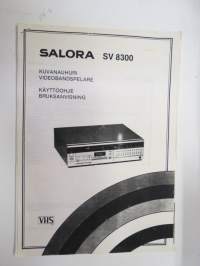 SALORA SV 8300
KUVANAUHURI
VIDEOBANDSPELARE
KÄYTTÖOHJE
BRUKSANVISNING
VHS